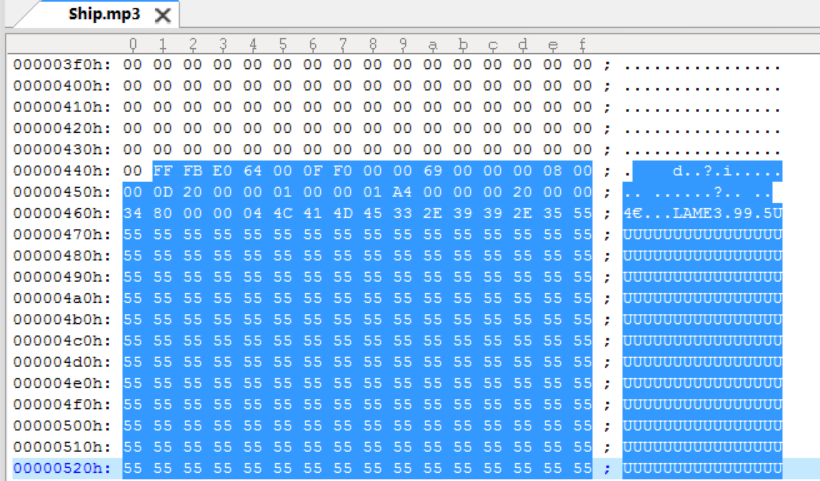 Ship.mp3
0 1 2 3 4 5 6 7 8 9 a b c d e f
000003f0h: 00 00 00 00 00 00 00 00 00 00 00 00 00 00 00 00 ; ................
00000400h: 00 00 00 00 00 00 00 00 00 00 00 00 00 00 00 00 ; ................
00000410h: 00 00 00 00 00 00 00 00 00 00 00 00 00 00 00 00 ; ................
00000420h: 00 00 00 00 00 00 00 00 00 00 00 00 00 00 00 00 ; ................
00000430h: 00 00 00 00 00 00 00 00 00 00 00 00 00 00 00 00 ; ................
00000440h: 00 FF FB E0 64 00 0F F0 00 00 69 00 00 00 08 00 ; . d..?.i.....
00000450h: 00 0D 20 00 00 01 00 00 01 A4 00 00 00 20 00 00 ; .. .......?.. ..
00000460h: 34 80 00 00 04 4C 41 4D 45 33 2E 39 39 2E 35 55 ; 4€...LAME3.99.5U
00000470h: 55 55 55 55 55 55 55 55 55 55 55 55 55 55 55 55 ; UUUUUUUUUUUUUUUU
00000480h: 55 55 55 55 55 55 55 55 55 55 55 55 55 55 55 55 ; UUUUUUUUUUUUUUUU
00000490h: 55 55 55 55 55 55 55 55 55 55 55 55 55 55 55 55 ; UUUUUUUUUUUUUUUU
000004a0h: 55 55 55 55 55 55 55 55 55 55 55 55 55 55 55 55 ; UUUUUUUUUUUUUUUU
000004b0h: 55 55 55 55 55 55 55 55 55 55 55 55 55 55 55 55 ; UUUUUUUUUUUUUUUU
000004c0h: 55 55 55 55 55 55 55 55 55 55 55 55 55 55 55 55 ; UUUUUUUUUUUUUUUU
000004d0h: 55 55 55 55 55 55 55 55 55 55 55 55 55 55 55 55 ; UUUUUUUUUUUUUUUU
000004e0h: 55 55 55 55 55 55 55 55 55 55 55 55 55 55 55 55 ; UUUUUUUUUUUUUUUU
000004f0h: 55 55 55 55 55 55 55 55 55 55 55 55 55 55 55 55 ; UUUUUUUUUUUUUUUU
00000500h: 55 55 55 55 55 55 55 55 55 55 55 55 55 55 55 55 ; UUUUUUUUUUUUUUUU
00000510h: 55 55 55 55 55 55 55 55 55 55 55 55 55 55 55 55 ; UUUUUUUUUUUUUUUU
00000520h: 55 55 55 55 55 55 55 55 55 55 55 55 55 55 55 55 ; UUUUUUUUUUUUUUUU